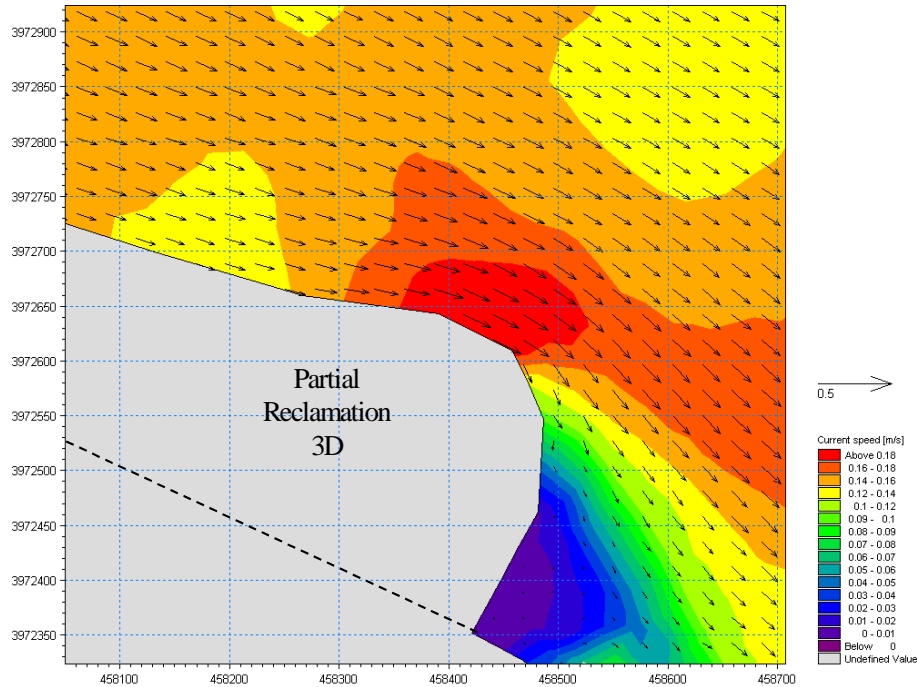 3972900
3972850
3972800
3972750
3972700
3972650
3972600
3972550
3972500
3972450
3972400
3972350
Partial
Reclamation
3D
458100
458200
458300
458400
458500
458600
458700
0.5
Current speed [m/s]
Above 0.18
0.16 - 0.18
0.14 - 0.16
0.12 - 0.14
0.1 - 0.12
0.09 - 0.1
0.08 - 0.09
0.07 - 0.08
0.06 - 0.07
0.05 - 0.06
0.04 - 0.05
0.03 - 0.04
0.02 - 0.03
0.01 - 0.02
0 - 0.01
Below 0
Undefined Value